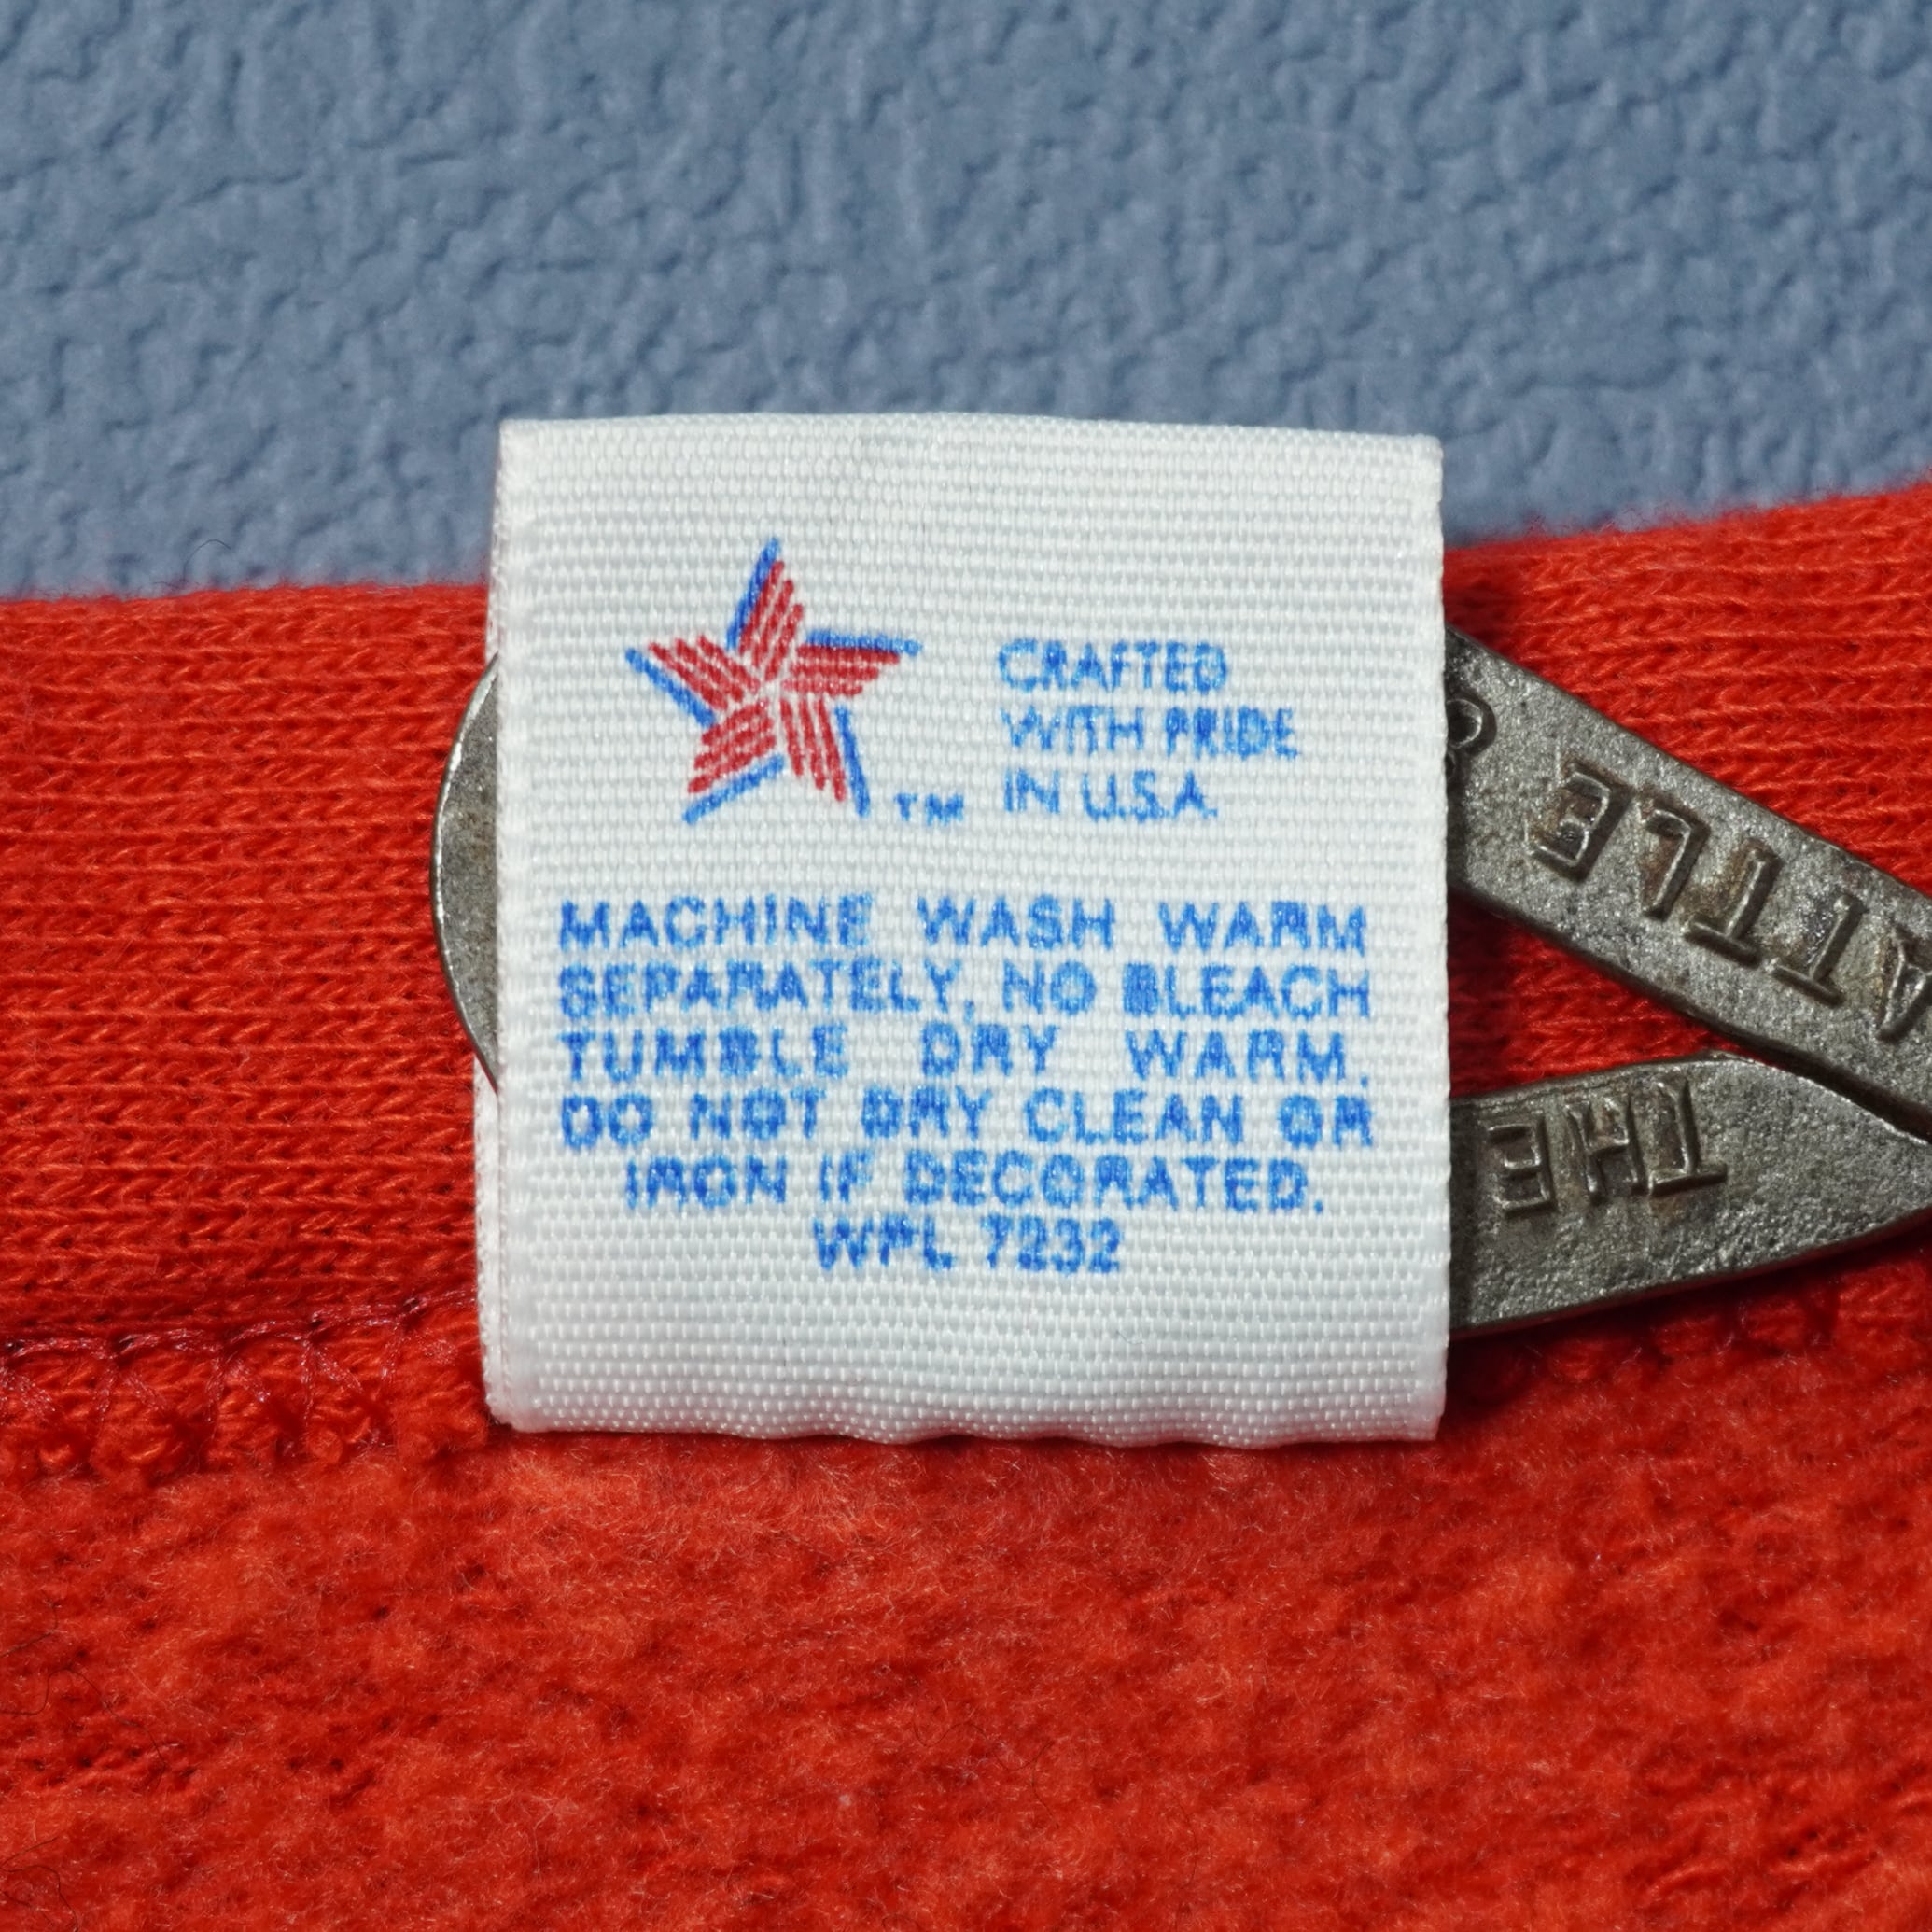 CRAFTED
WITH PRIDE
IN U.S.A.
TM
MACHINE WASH WARM
SEPARATELY, NO BLEACH
TUMBLE DRY WARM.
DO NOT DRY CLEAN OR
IRON IF DECORATED.
WPL 7232
THE